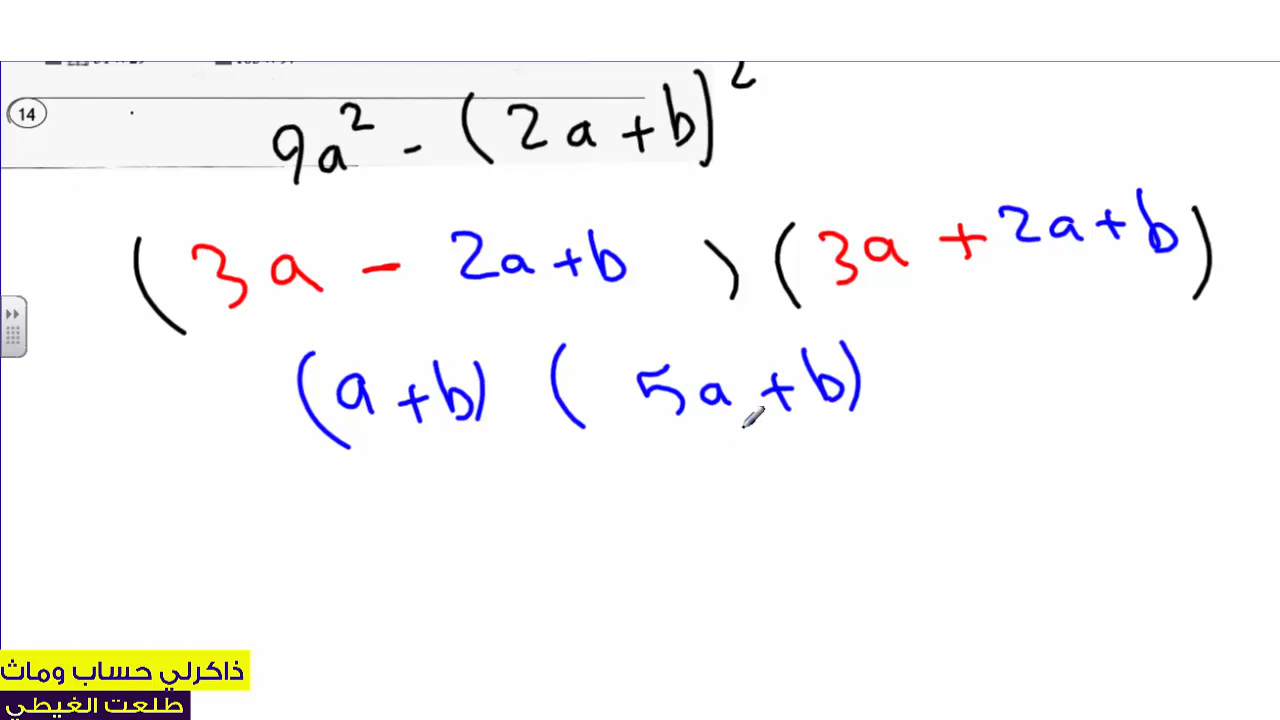 14
9a² - (2a+b)²
(3a - 2a+b) (3a + 2a+b)
(a+b) (5a+b)
ذاكرلي حساب وماث
طلعت الغيطي